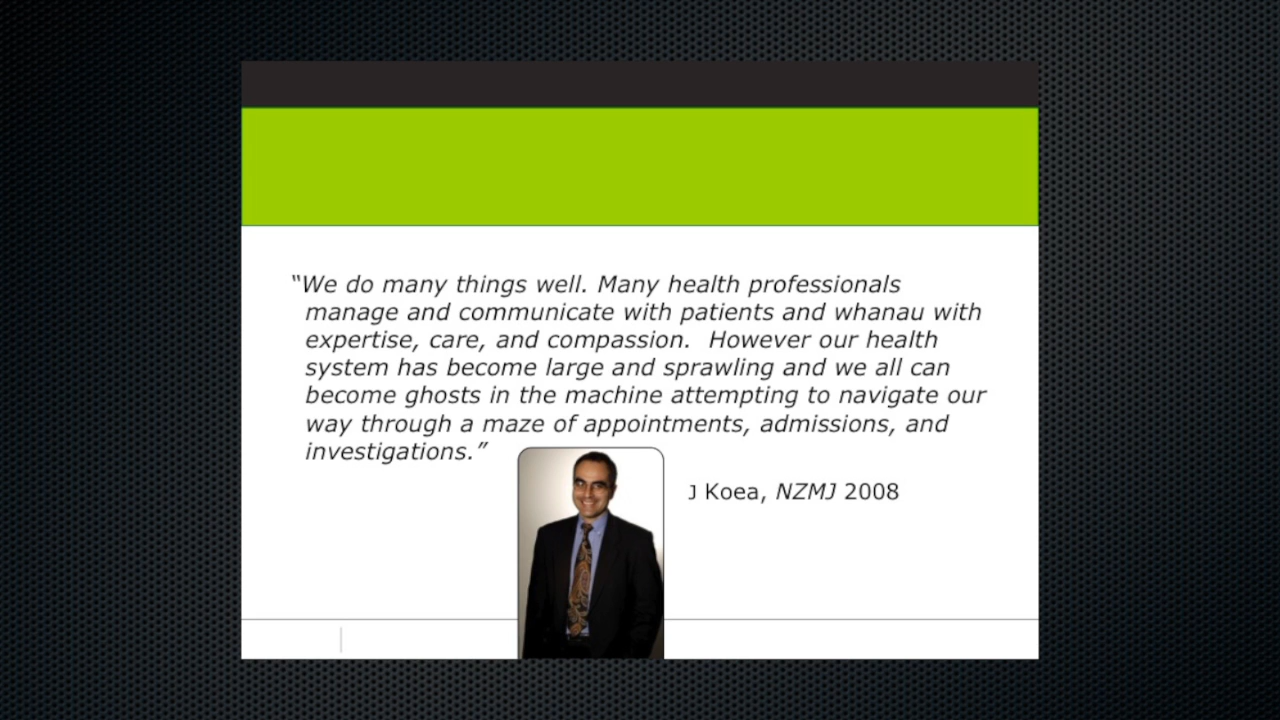 “We do many things well. Many health professionals
manage and communicate with patients and whanau with
expertise, care, and compassion.  However our health
system has become large and sprawling and we all can
become ghosts in the machine attempting to navigate our
way through a maze of appointments, admissions, and
investigations.”
J Koea, NZMJ 2008